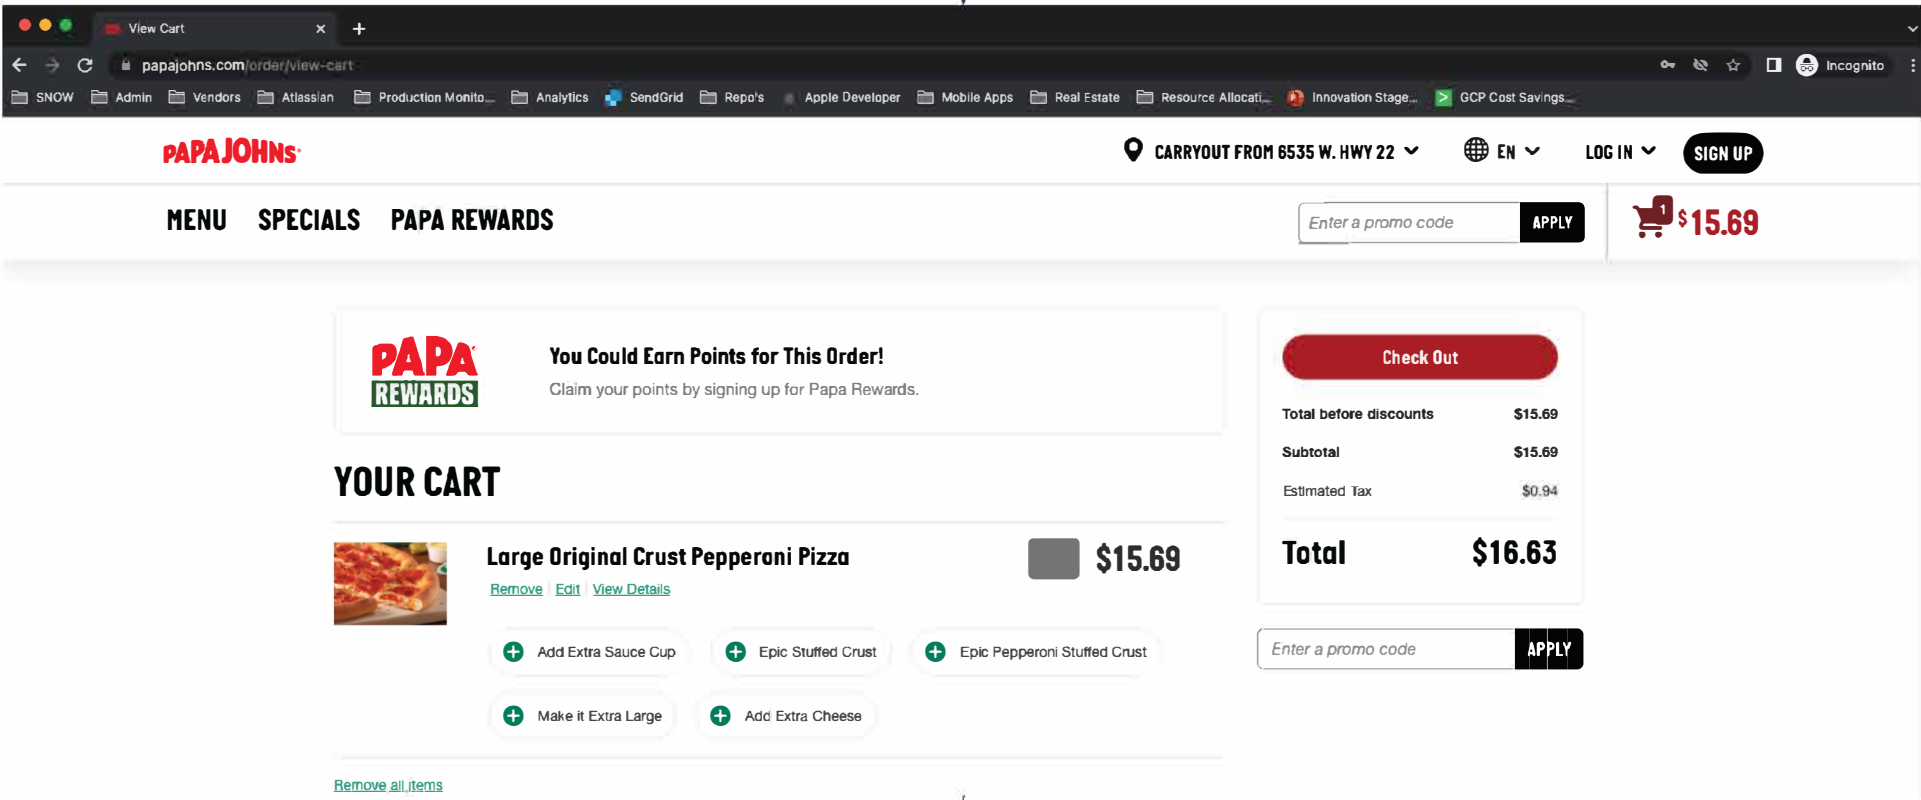 View Cart
papajohns.com/order/view-cart
Incognito
SNOW Admin Vendors Atlassian Production Monito... Analytics SendGrid Repo's Apple Developer Mobile Apps Real Estate Resource Allocati... Innovation Stage... GCP Cost Savings...
PAPA JOHNS
CARRYOUT FROM 6535 W. HWY 22 EN LOG IN SIGN UP
MENU SPECIALS PAPA REWARDS Enter a promo code APPLY 1 $15.69
PAPA REWARDS
You Could Earn Points for This Order!
Claim your points by signing up for Papa Rewards.
YOUR CART
Large Original Crust Pepperoni Pizza $15.69
Remove Edit View Details
Add Extra Sauce Cup Epic Stuffed Crust Epic Pepperoni Stuffed Crust
Make it Extra Large Add Extra Cheese
Remove all items
Check Out
Total before discounts $15.69
Subtotal $15.69
Estimated Tax $0.94
Total $16.63
Enter a promo code APPLY